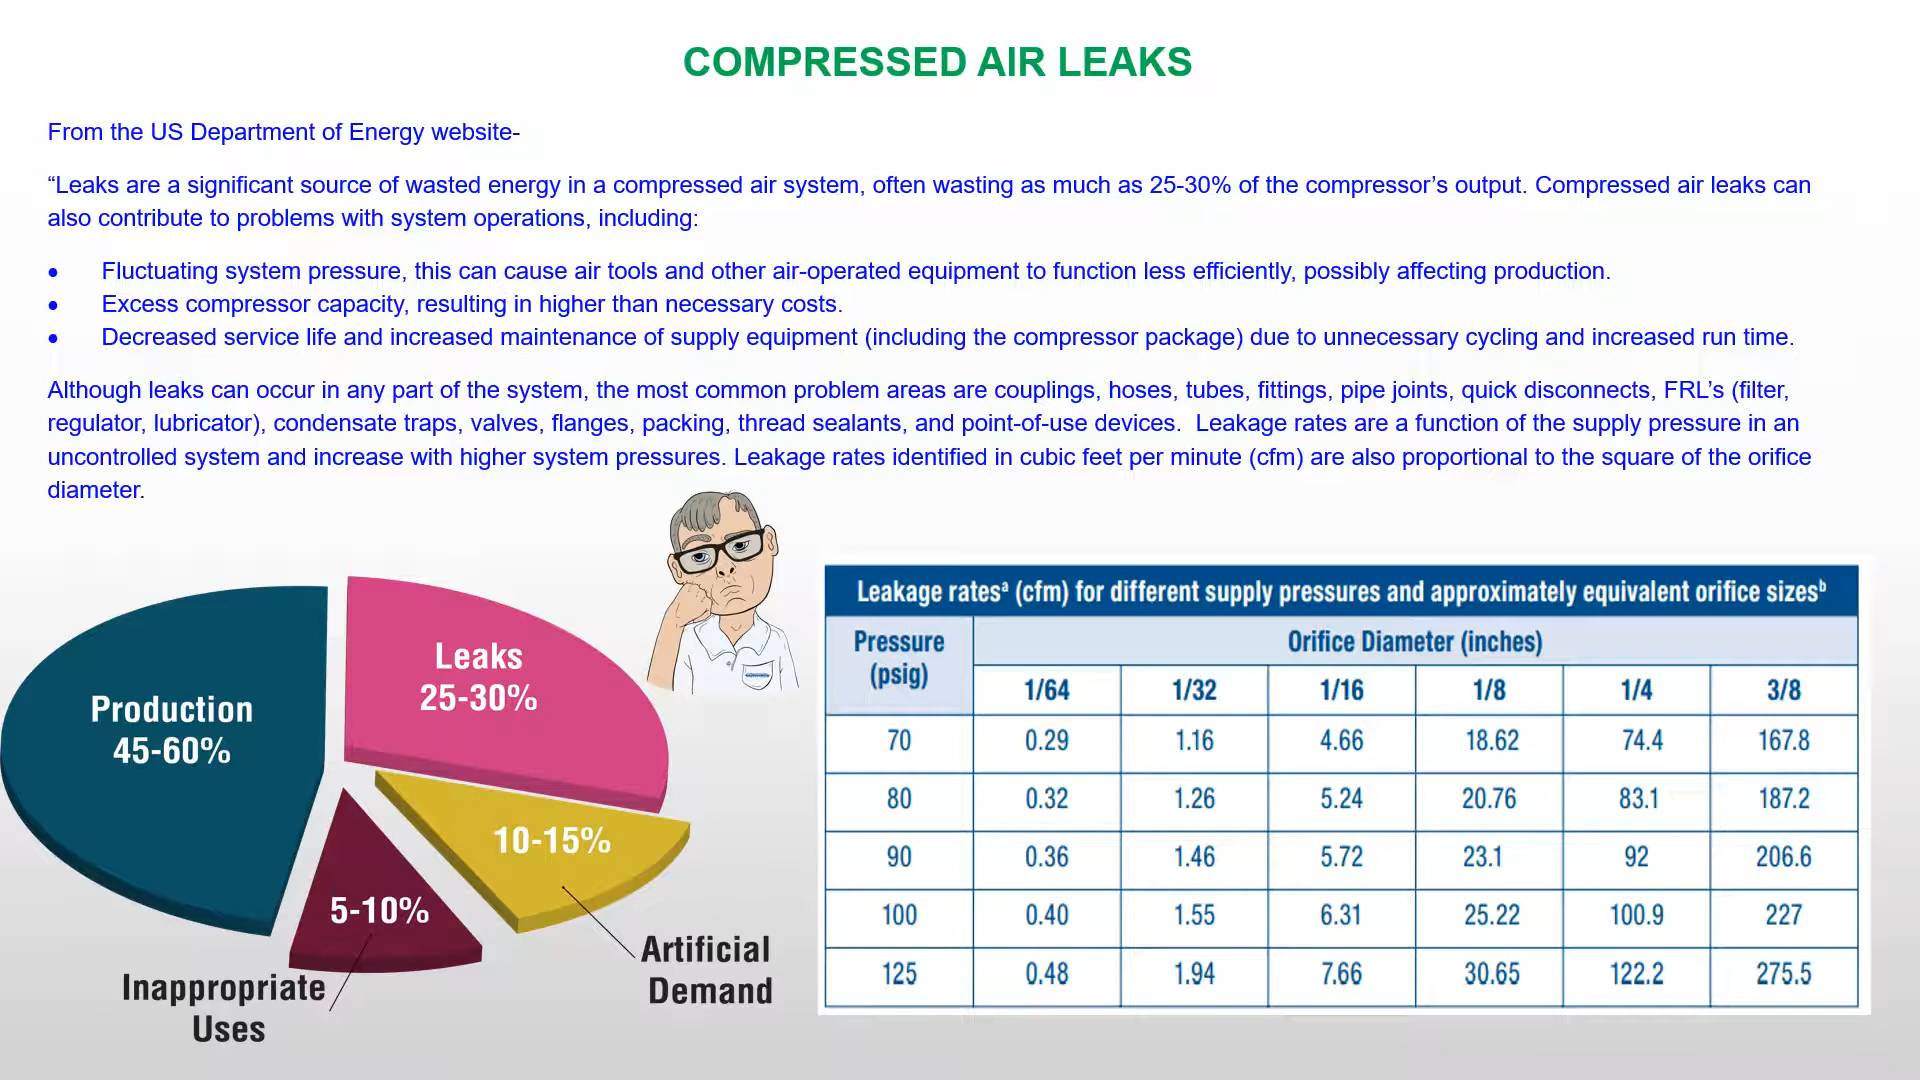 COMPRESSED AIR LEAKS
From the US Department of Energy website-
“Leaks are a significant source of wasted energy in a compressed air system, often wasting as much as 25-30% of the compressor’s output. Compressed air leaks can
also contribute to problems with system operations, including:
• Fluctuating system pressure, this can cause air tools and other air-operated equipment to function less efficiently, possibly affecting production.
• Excess compressor capacity, resulting in higher than necessary costs.
• Decreased service life and increased maintenance of supply equipment (including the compressor package) due to unnecessary cycling and increased run time.
Although leaks can occur in any part of the system, the most common problem areas are couplings, hoses, tubes, fittings, pipe joints, quick disconnects, FRL’s (filter,
regulator, lubricator), condensate traps, valves, flanges, packing, thread sealants, and point-of-use devices.  Leakage rates are a function of the supply pressure in an
uncontrolled system and increase with higher system pressures. Leakage rates identified in cubic feet per minute (cfm) are also proportional to the square of the orifice
diameter.
Production
45-60%
Leaks
25-30%
10-15%
Artificial
Demand
5-10%
Inappropriate
Uses
Leakage ratesᵃ (cfm) for different supply pressures and approximately equivalent orifice sizesᵇ
Pressure
(psig)
Orifice Diameter (inches)
1/64 1/32 1/16 1/8 1/4 3/8
70 0.29 1.16 4.66 18.62 74.4 167.8
80 0.32 1.26 5.24 20.76 83.1 187.2
90 0.36 1.46 5.72 23.1 92 206.6
100 0.40 1.55 6.31 25.22 100.9 227
125 0.48 1.94 7.66 30.65 122.2 275.5